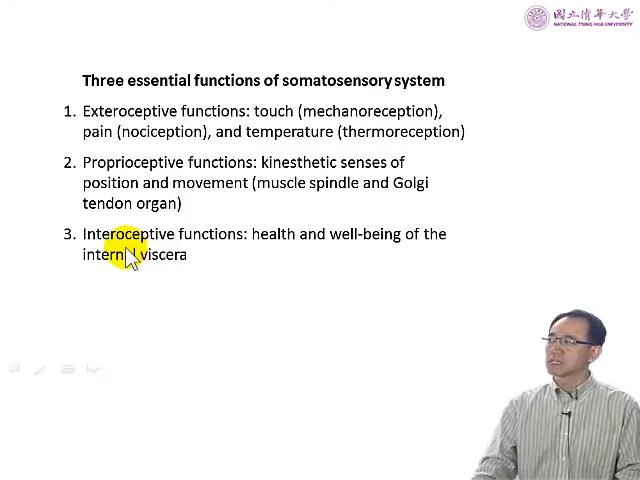 國立清華大學
NATIONAL TSING HUA UNIVERSITY
Three essential functions of somatosensory system
1. Exteroceptive functions: touch (mechanoreception),
pain (nociception), and temperature (thermoreception)
2. Proprioceptive functions: kinesthetic senses of
position and movement (muscle spindle and Golgi
tendon organ)
3. Interoceptive functions: health and well-being of the
internal viscera